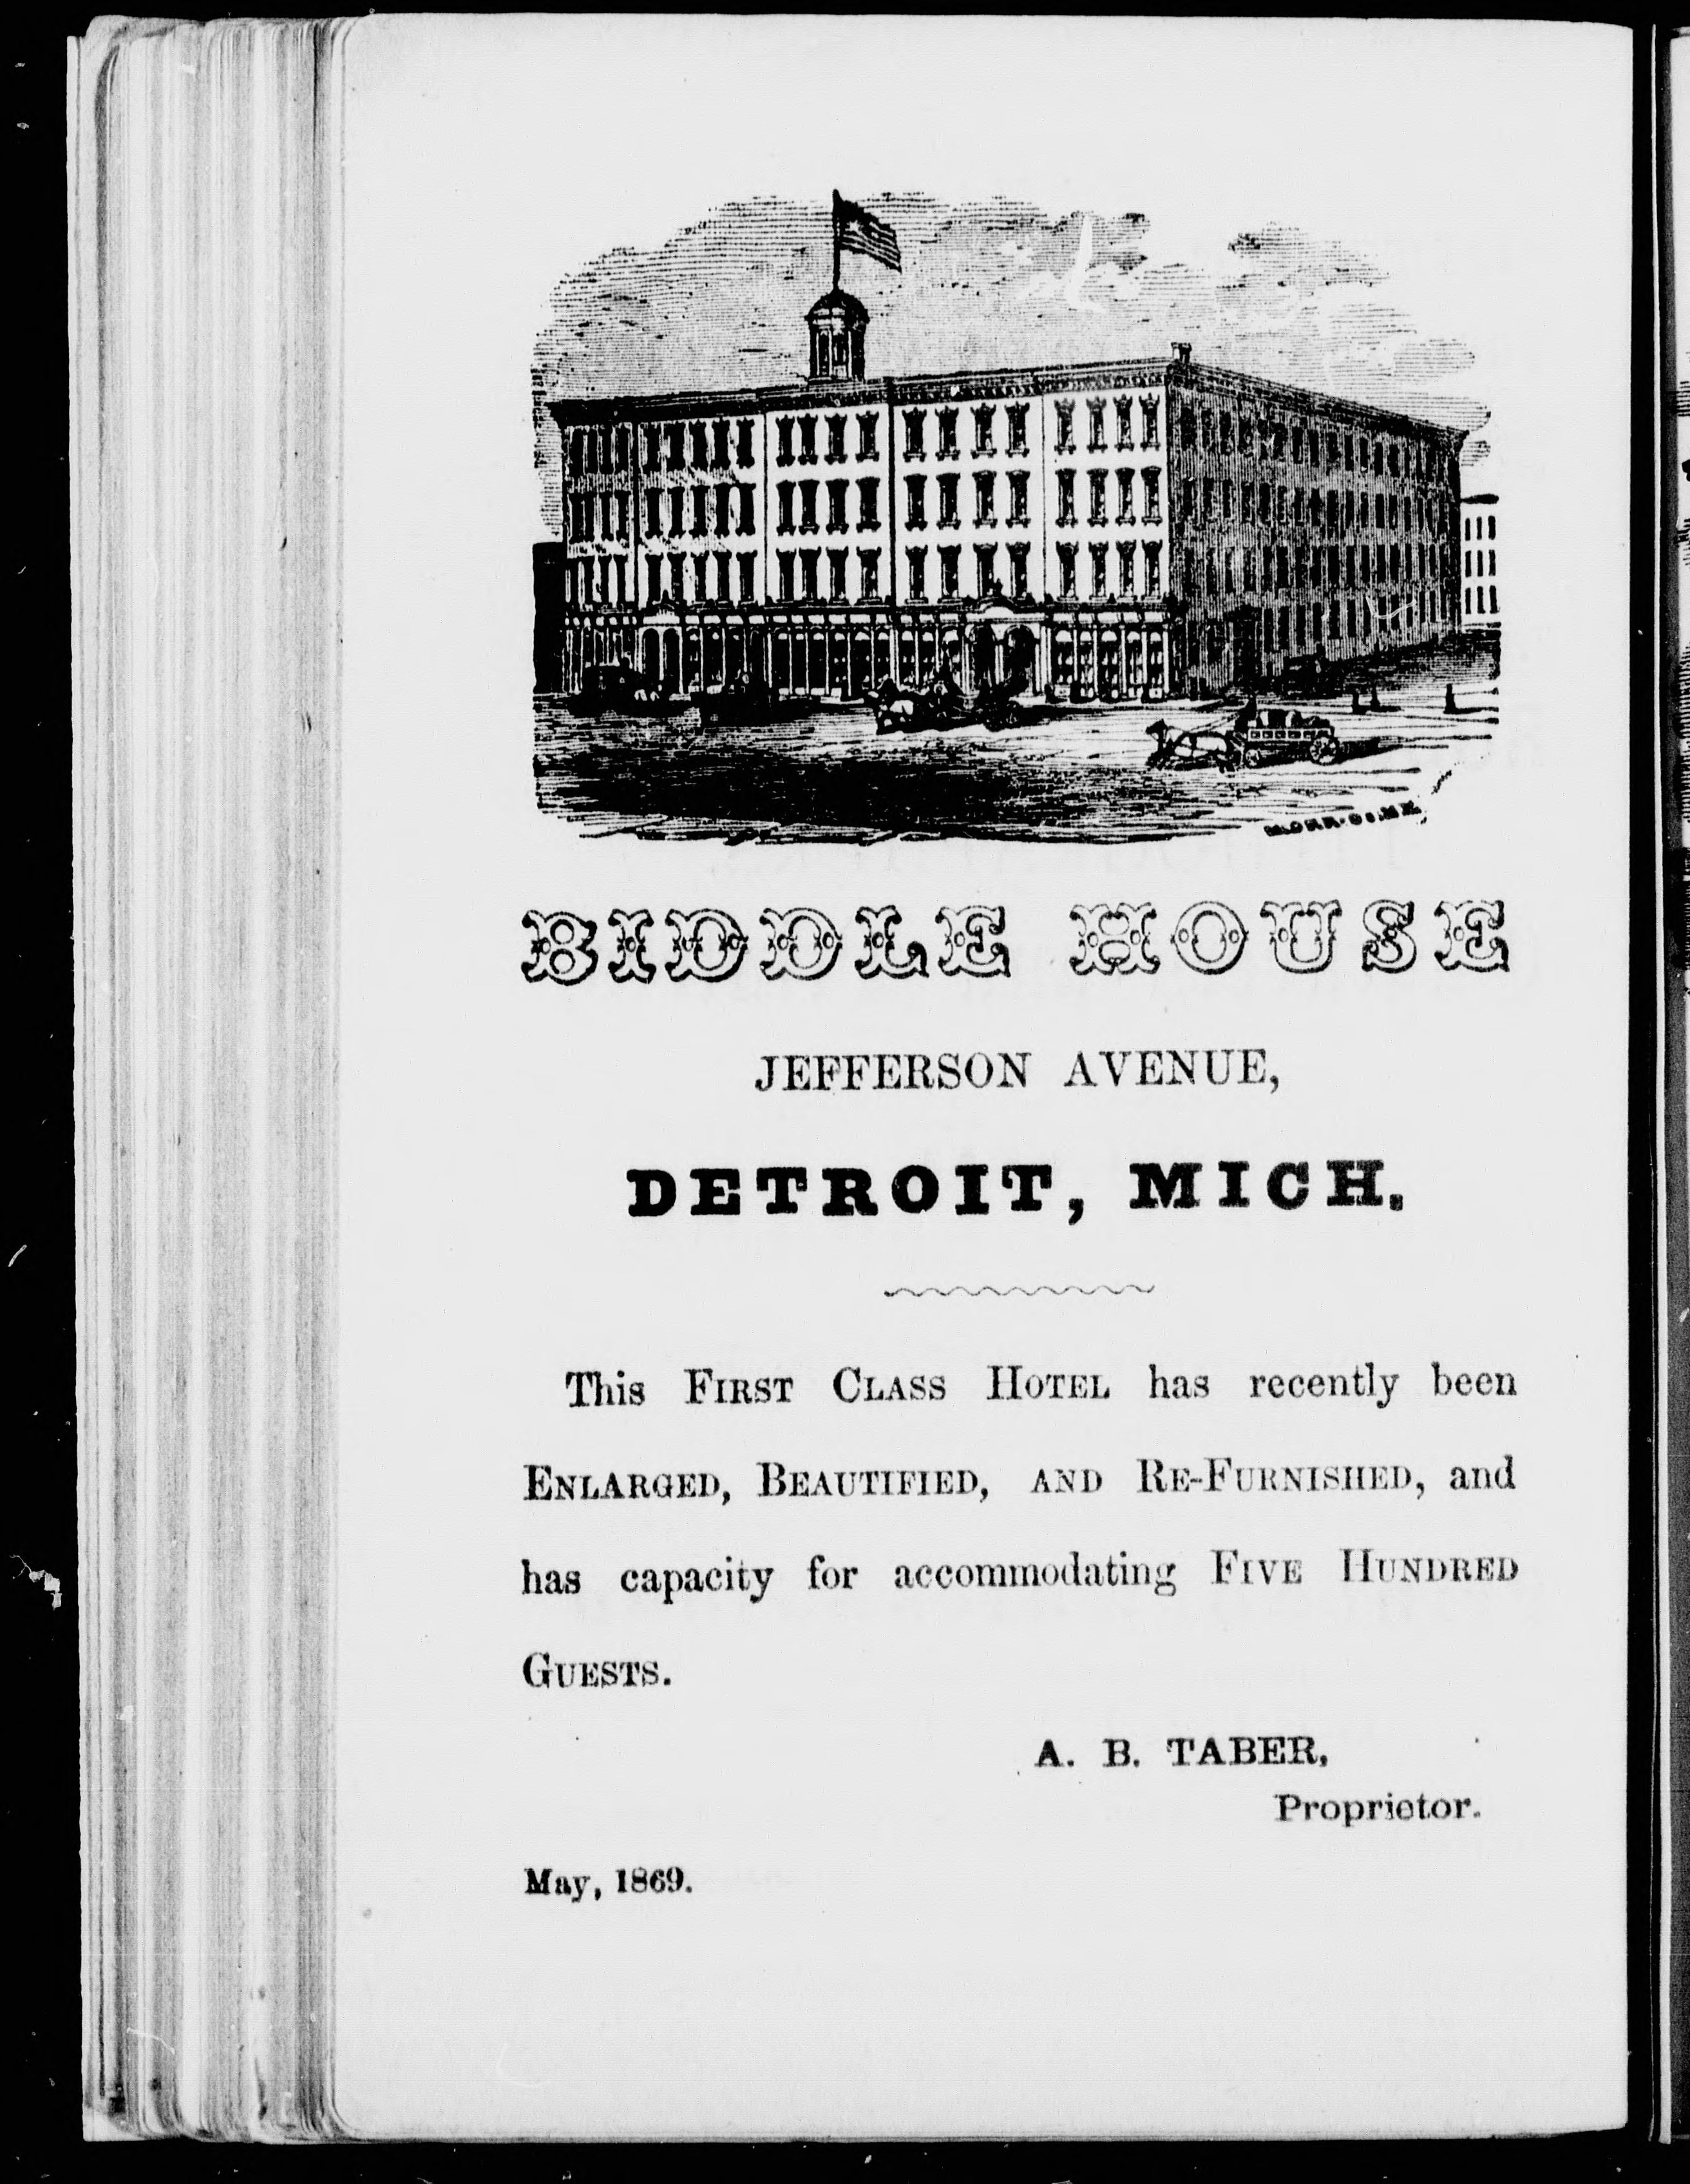 BIDDLE HOUSE
JEFFERSON AVENUE,
DETROIT, MICH.
This FIRST CLASS HOTEL has recently been
ENLARGED, BEAUTIFIED, AND RE-FURNISHED, and
has capacity for accommodating FIVE HUNDRED
GUESTS.
A. B. TABER,
Proprietor.
May, 1869.